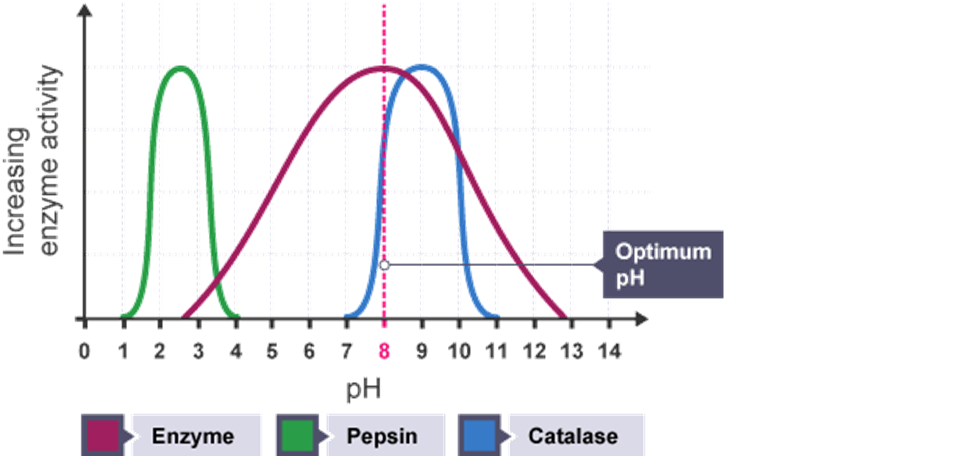 Increasing
enzyme activity
Optimum
pH
0 1 2 3 4 5 6 7 8 9 10 11 12 13 14
pH
Enzyme Pepsin Catalase